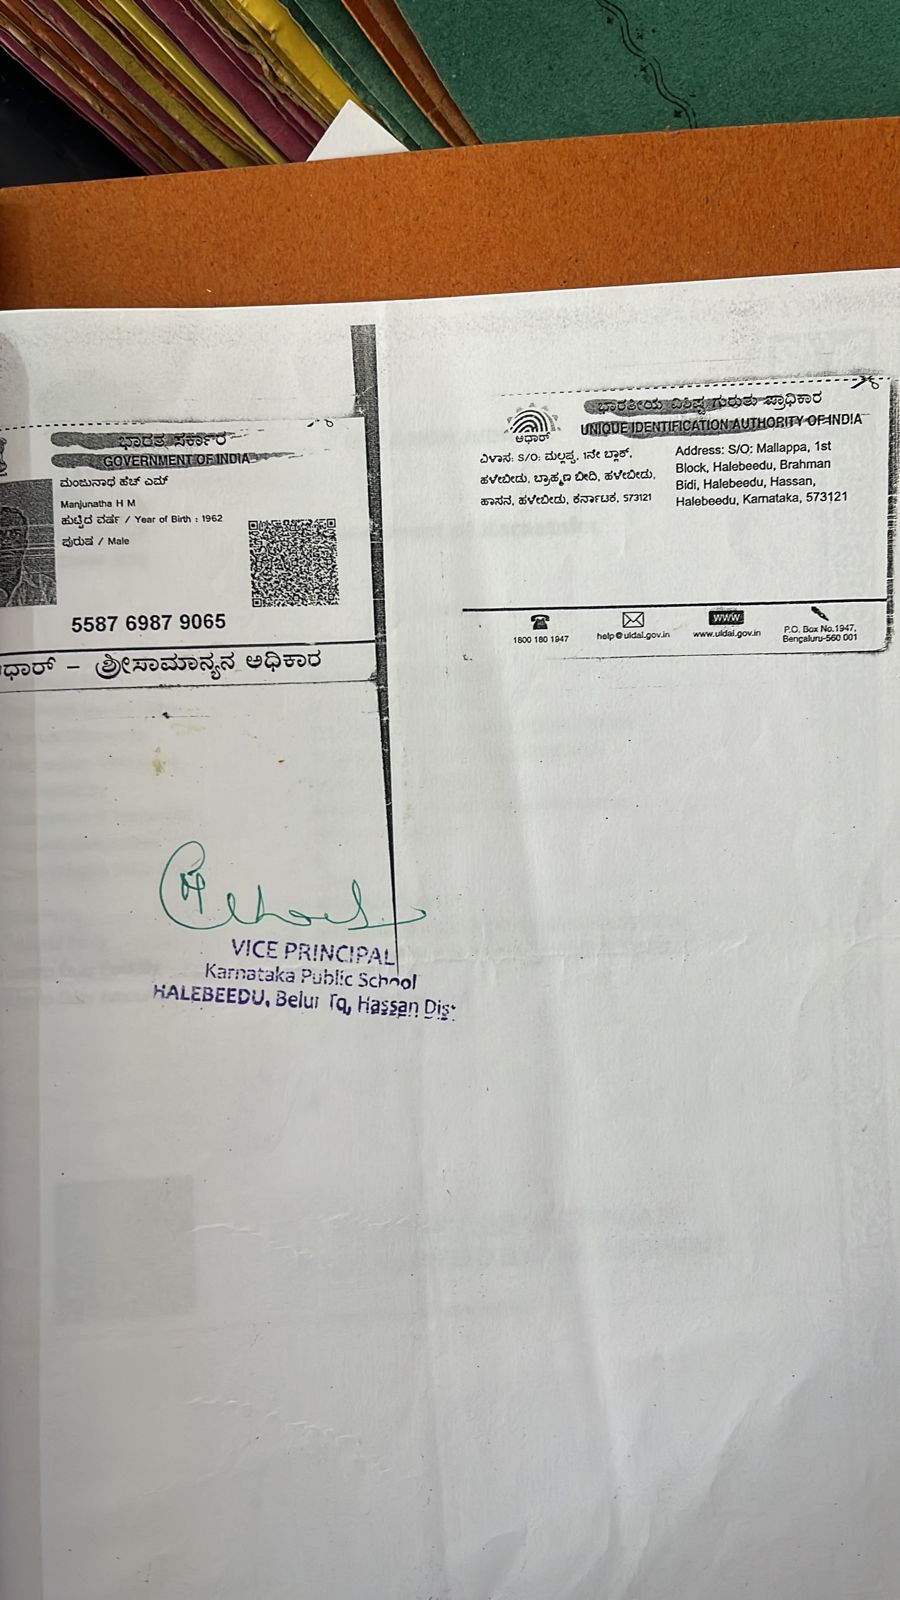 ಭಾರತ ಸರ್ಕಾರ
GOVERNMENT OF INDIA
ಮಂಜುನಾಥ ಹೆಚ್ ಎಮ್
Manjunatha H M
ಹುಟ್ಟಿದ ವರ್ಷ / Year of Birth : 1962
ಪುರುಷ / Male
5587 6987 9065
ಧಾರ್ – ಶ್ರೀಸಾಮಾನ್ಯನ ಅಧಿಕಾರ
ಆಧಾರ್
ಭಾರತೀಯ ವಿಶಿಷ್ಟ ಗುರುತು ಪ್ರಾಧಿಕಾರ
UNIQUE IDENTIFICATION AUTHORITY OF INDIA
ವಿಳಾಸ: S/O: ಮಲ್ಲಪ್ಪ, 1ನೇ ಬ್ಲಾಕ್,
ಹಳೇಬೀಡು, ಬ್ರಾಹ್ಮಣ ಬೀದಿ, ಹಳೇಬೀಡು,
ಹಾಸನ, ಹಳೇಬೀಡು, ಕರ್ನಾಟಕ, 573121
Address: S/O: Mallappa, 1st
Block, Halebeedu, Brahman
Bidi, Halebeedu, Hassan,
Halebeedu, Karnataka, 573121
1800 180 1947
help@uidai.gov.in
www
www.uidai.gov.in
P.O. Box No.1947,
Bengaluru-560 001
VICE PRINCIPAL
Karnataka Public School
HALEBEEDU, Belur Tq, Hassan Dist